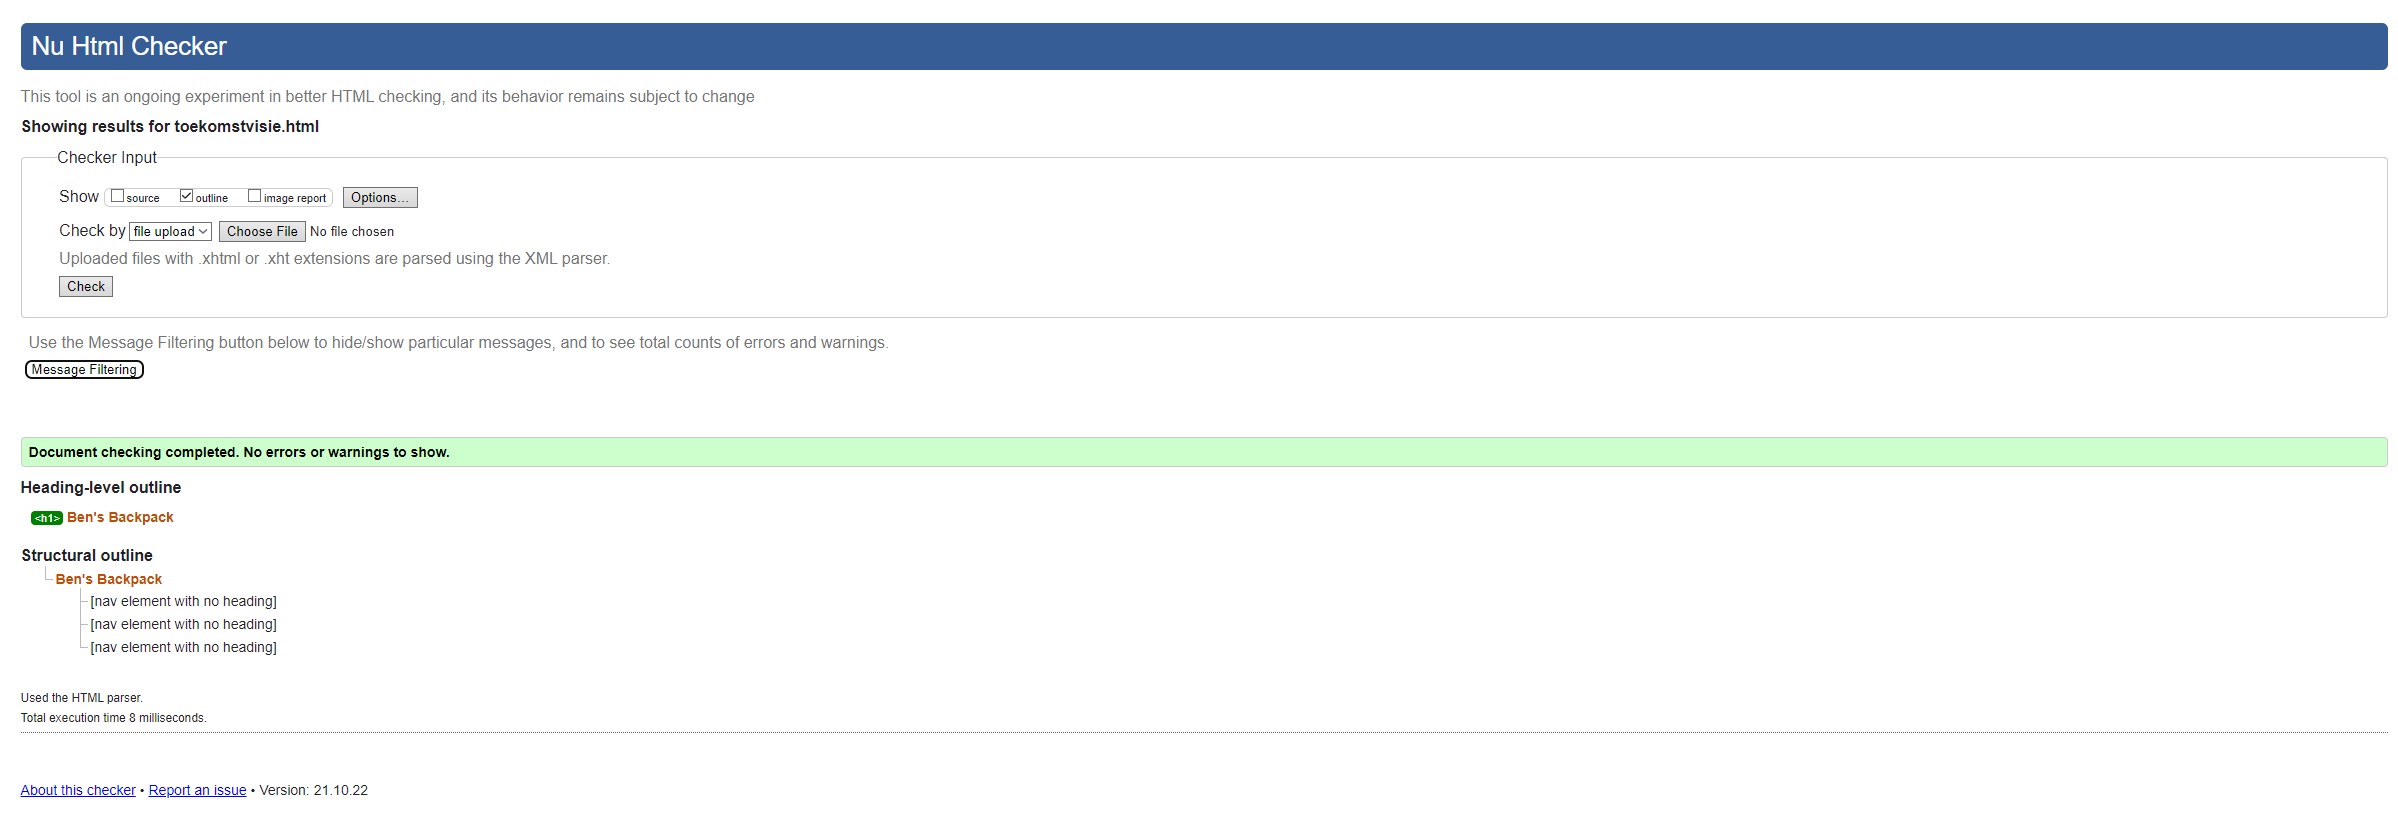 Nu Html Checker
This tool is an ongoing experiment in better HTML checking, and its behavior remains subject to change
Showing results for toekomstvisie.html
Checker Input
Show source outline image report Options...
Check by file upload Choose File No file chosen
Uploaded files with .xhtml or .xht extensions are parsed using the XML parser.
Check
Use the Message Filtering button below to hide/show particular messages, and to see total counts of errors and warnings.
Message Filtering
Document checking completed. No errors or warnings to show.
Heading-level outline
<h1> Ben's Backpack
Structural outline
Ben's Backpack
[nav element with no heading]
[nav element with no heading]
[nav element with no heading]
Used the HTML parser.
Total execution time 8 milliseconds.
About this checker • Report an issue • Version: 21.10.22